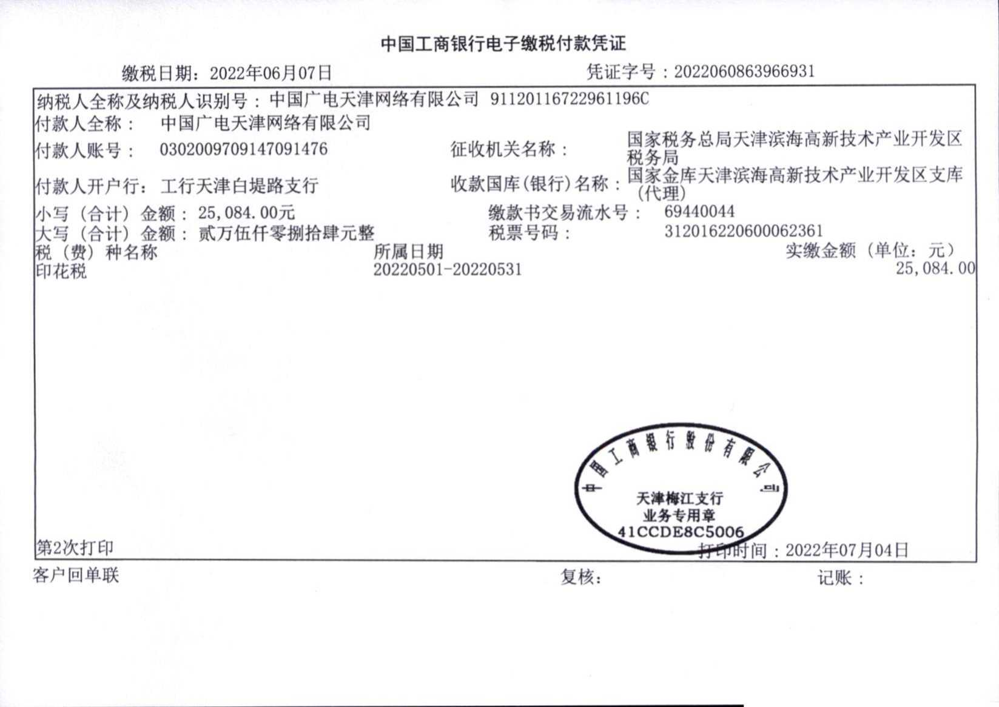 中国工商银行电子缴税付款凭证
缴税日期：2022年06月07日 凭证字号：2022060863966931
纳税人全称及纳税人识别号：中国广电天津网络有限公司 91120116722961196C
付款人全称： 中国广电天津网络有限公司
付款人账号： 0302009709147091476 征收机关名称： 国家税务总局天津滨海高新技术产业开发区
税务局
付款人开户行： 工行天津白堤路支行 收款国库(银行)名称： 国家金库天津滨海高新技术产业开发区支库
(代理)
小写（合计）金额： 25,084.00元 缴款书交易流水号： 69440044
大写（合计）金额： 贰万伍仟零捌拾肆元整 税票号码： 312016220600062361
税（费）种名称 所属日期 实缴金额（单位：元）
印花税 20220501-20220531 25,084.00
中国工商银行股份有限公司
天津梅江支行
业务专用章
41CCDE8C5006
第2次打印 打印时间：2022年07月04日
客户回单联 复核： 记账：